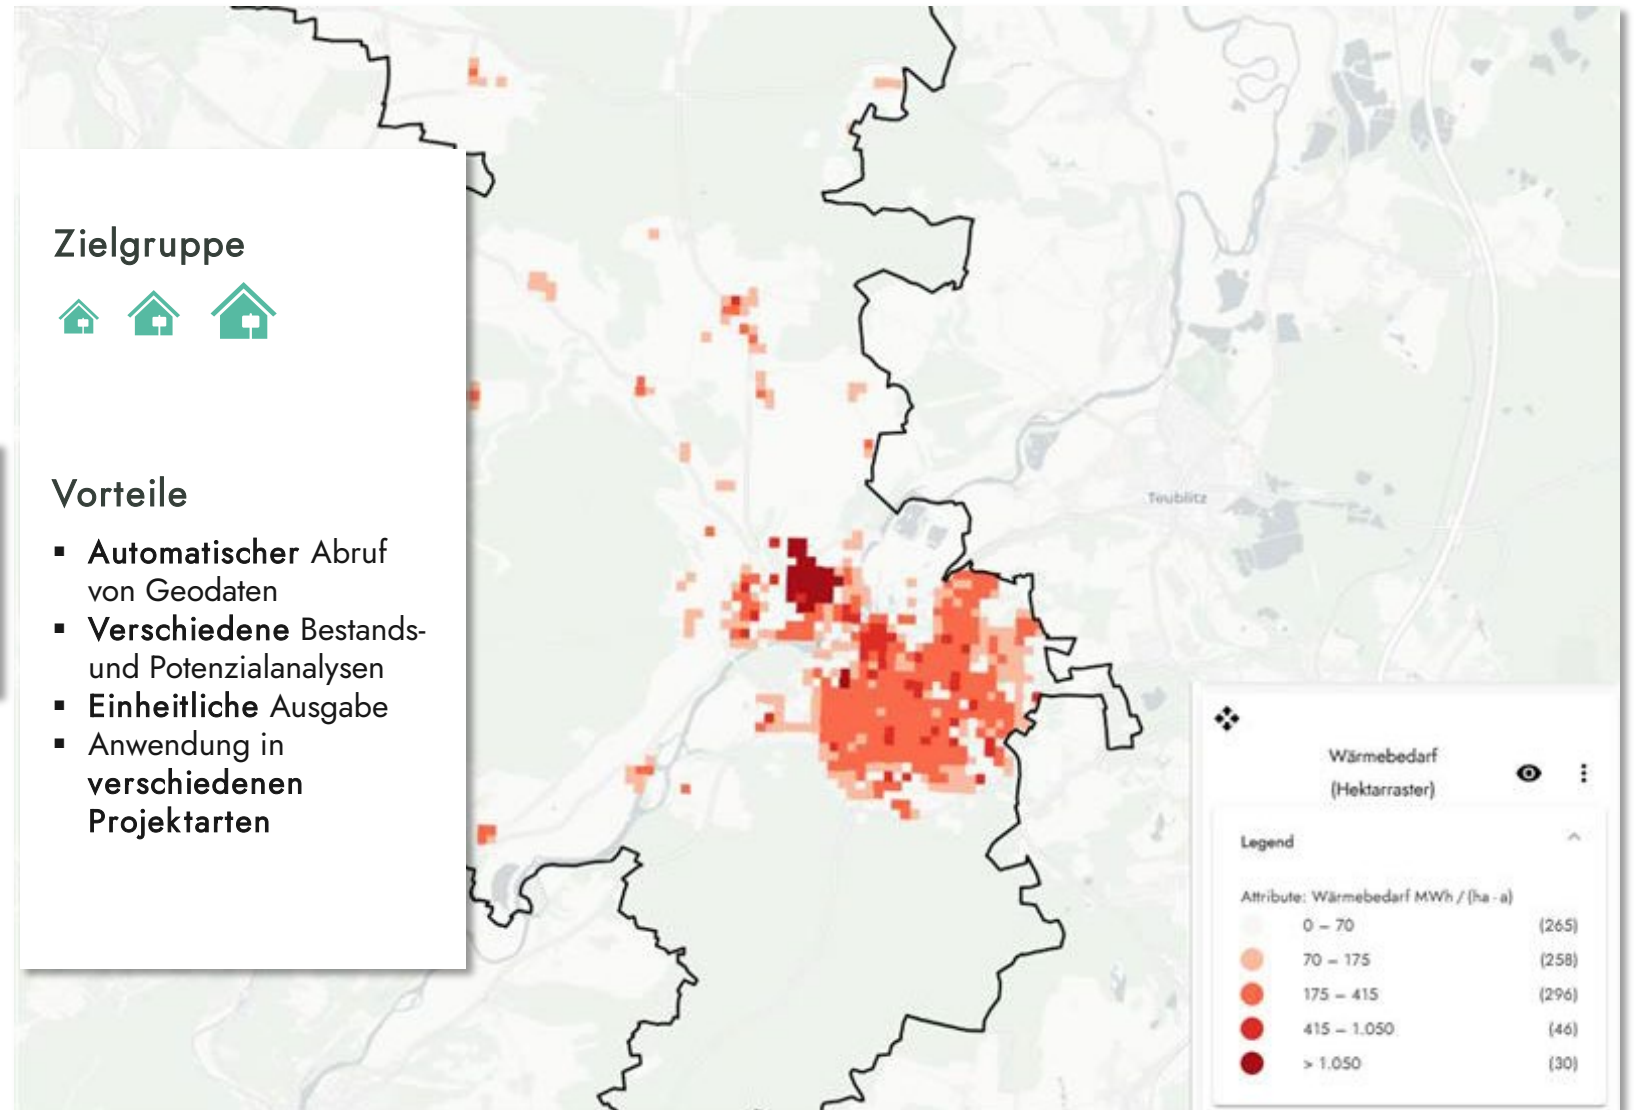 Zielgruppe
Vorteile
▪ Automatischer Abruf
von Geodaten
▪ Verschiedene Bestands-
und Potenzialanalysen
▪ Einheitliche Ausgabe
▪ Anwendung in
verschiedenen
Projektarten
Teublitz
Wärmebedarf
(Hektarraster)
Legend
Attribute: Wärmebedarf MWh / (ha · a)
0 – 70 (265)
70 – 175 (258)
175 – 415 (296)
415 – 1.050 (46)
> 1.050 (30)